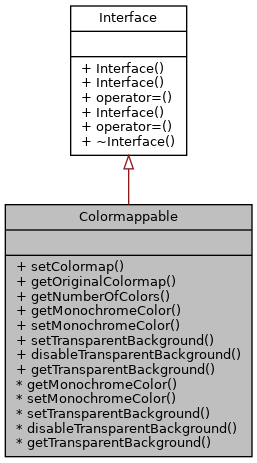 Interface
+ Interface()
+ Interface()
+ operator=()
+ Interface()
+ operator=()
+ ~Interface()
Colormappable
+ setColormap()
+ getOriginalColormap()
+ getNumberOfColors()
+ getMonochromeColor()
+ setMonochromeColor()
+ setTransparentBackground()
+ disableTransparentBackground()
+ getTransparentBackground()
* getMonochromeColor()
* setMonochromeColor()
* setTransparentBackground()
* disableTransparentBackground()
* getTransparentBackground()